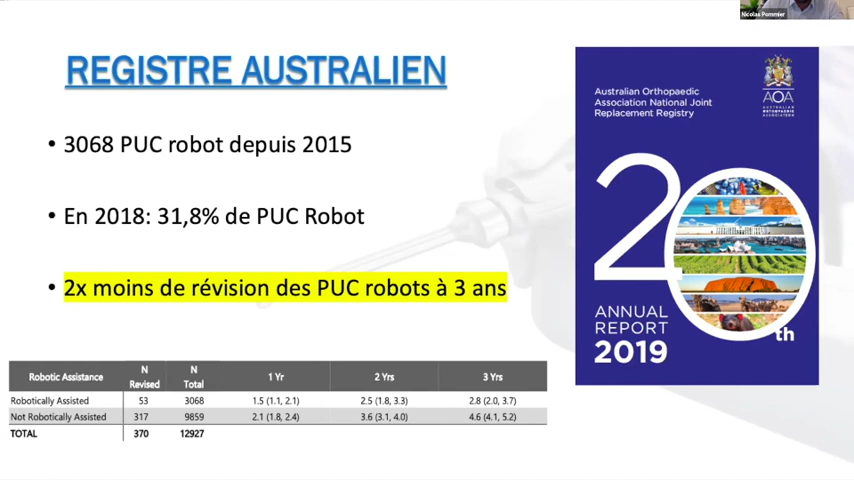 Nicolas Pommier
REGISTRE AUSTRALIEN
• 3068 PUC robot depuis 2015
• En 2018: 31,8% de PUC Robot
• 2x moins de révision des PUC robots à 3 ans
Australian Orthopaedic
Association National Joint
Replacement Registry
AOA
AUSTRALIAN
ORTHOPAEDIC
ASSOCIATION
20th
ANNUAL
REPORT
2019
Robotic Assistance N Revised N Total 1 Yr 2 Yrs 3 Yrs
Robotically Assisted 53 3068 1.5 (1.1, 2.1) 2.5 (1.8, 3.3) 2.8 (2.0, 3.7)
Not Robotically Assisted 317 9859 2.1 (1.8, 2.4) 3.6 (3.1, 4.0) 4.6 (4.1, 5.2)
TOTAL 370 12927